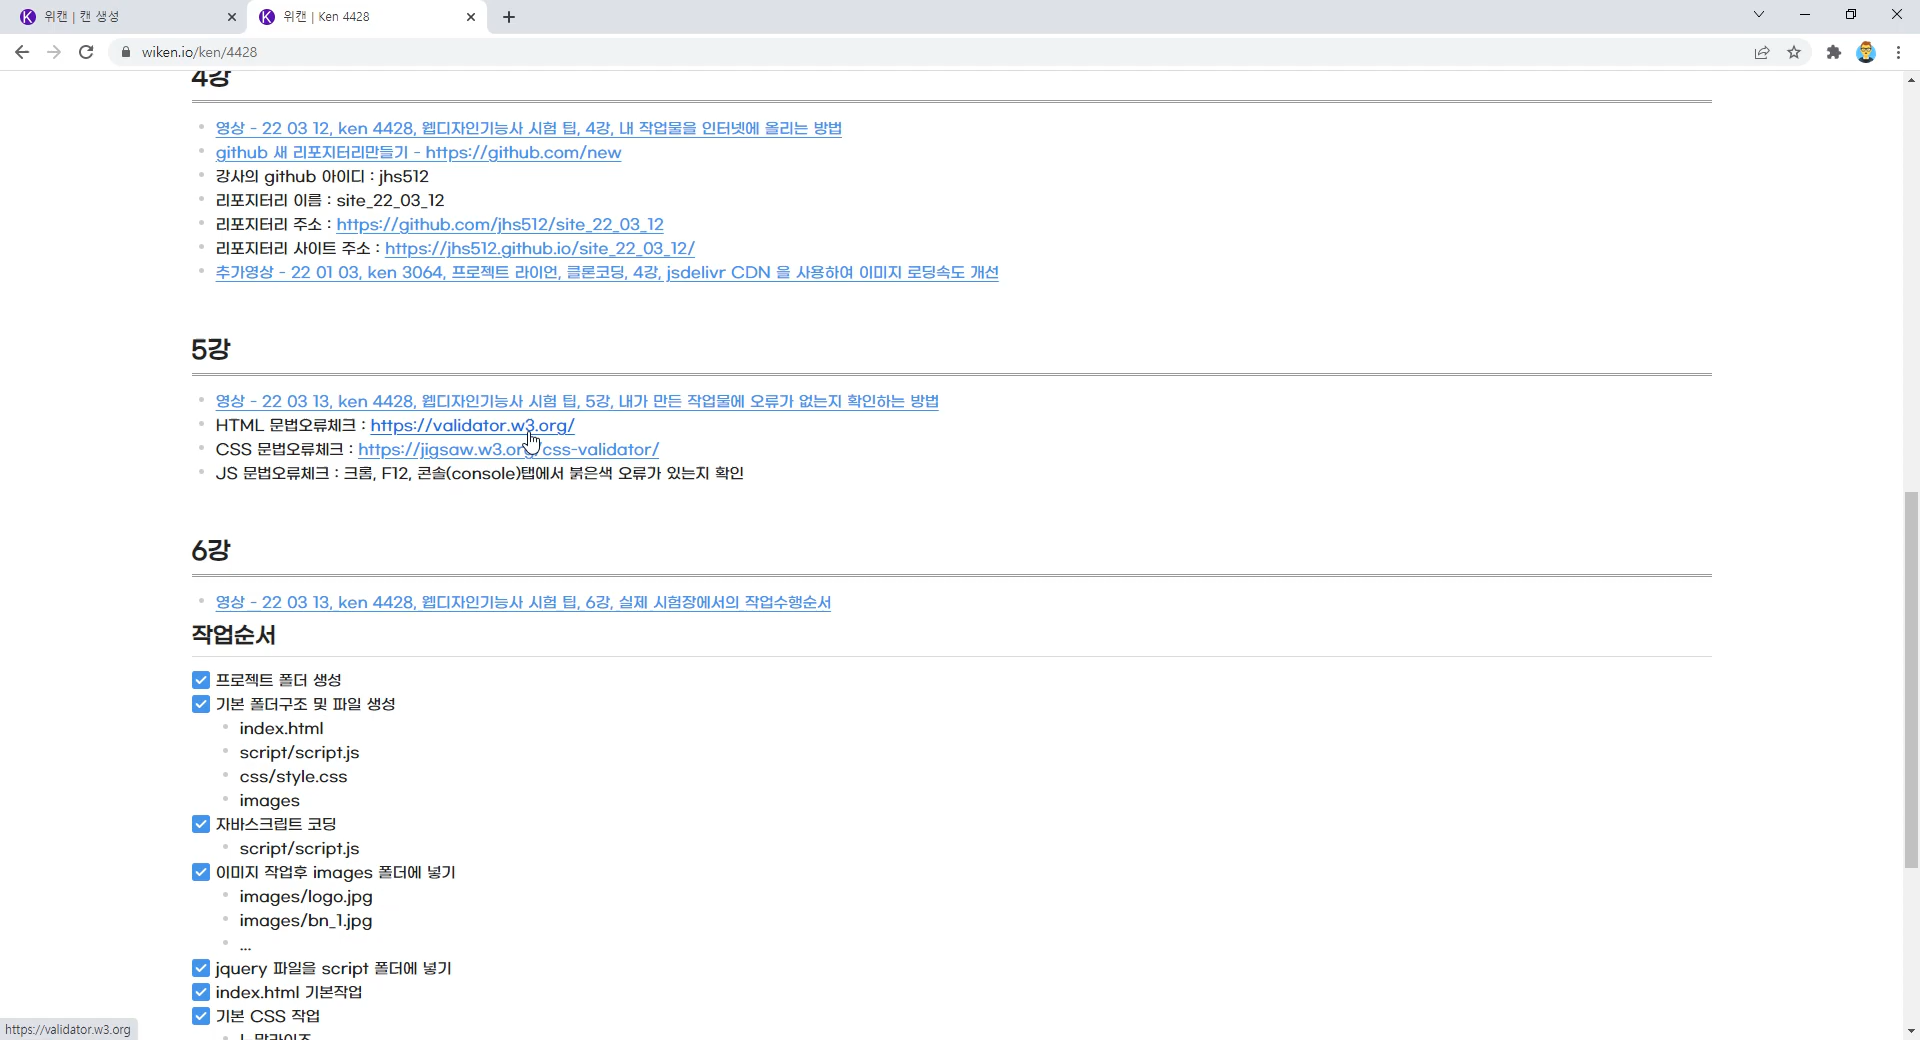 위캔 | 캔 생성
위캔 | Ken 4428
wiken.io/ken/4428
4강
영상 - 22 03 12, ken 4428, 웹디자인기능사 시험 팁, 4강, 내 작업물을 인터넷에 올리는 방법
github 새 리포지터리만들기 - https://github.com/new
강사의 github 아이디 : jhs512
리포지터리 이름 : site_22_03_12
리포지터리 주소 : https://github.com/jhs512/site_22_03_12
리포지터리 사이트 주소 : https://jhs512.github.io/site_22_03_12/
추가영상 - 22 01 03, ken 3064, 프로젝트 라이언, 클론코딩, 4강, jsdelivr CDN 을 사용하여 이미지 로딩속도 개선
5강
영상 - 22 03 13, ken 4428, 웹디자인기능사 시험 팁, 5강, 내가 만든 작업물에 오류가 없는지 확인하는 방법
HTML 문법오류체크 : https://validator.w3.org/
CSS 문법오류체크 : https://jigsaw.w3.org/css-validator/
JS 문법오류체크 : 크롬, F12, 콘솔(console)탭에서 붉은색 오류가 있는지 확인
6강
영상 - 22 03 13, ken 4428, 웹디자인기능사 시험 팁, 6강, 실제 시험장에서의 작업수행순서
작업순서
프로젝트 폴더 생성
기본 폴더구조 및 파일 생성
index.html
script/script.js
css/style.css
images
자바스크립트 코딩
script/script.js
이미지 작업후 images 폴더에 넣기
images/logo.jpg
images/bn_1.jpg
...
jquery 파일을 script 폴더에 넣기
index.html 기본작업
기본 CSS 작업
노말라이즈
https://validator.w3.org